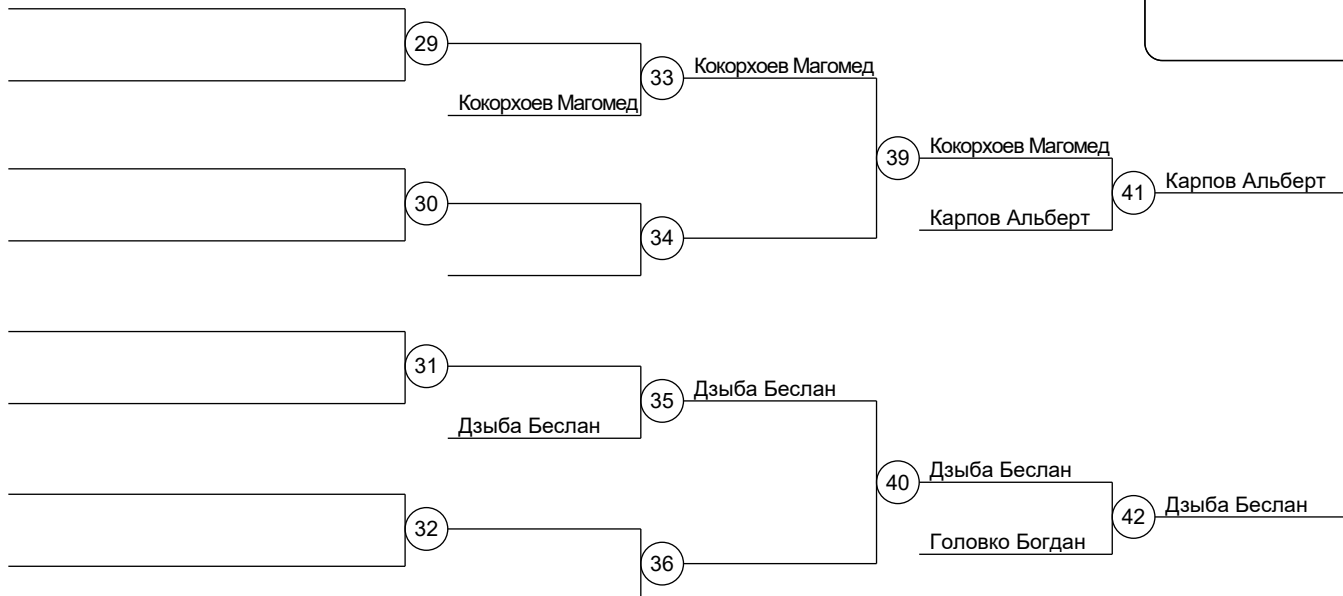 29
33
Кокорхоев Магомед
Кокорхоев Магомед
39
Кокорхоев Магомед
41
Карпов Альберт
Карпов Альберт
30
34
31
35
Дзыба Беслан
Дзыба Беслан
40
Дзыба Беслан
42
Дзыба Беслан
Головко Богдан
32
36